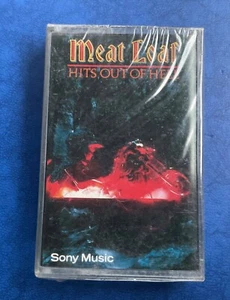 Meat Loaf
HITS OUT OF HELL
Sony Music